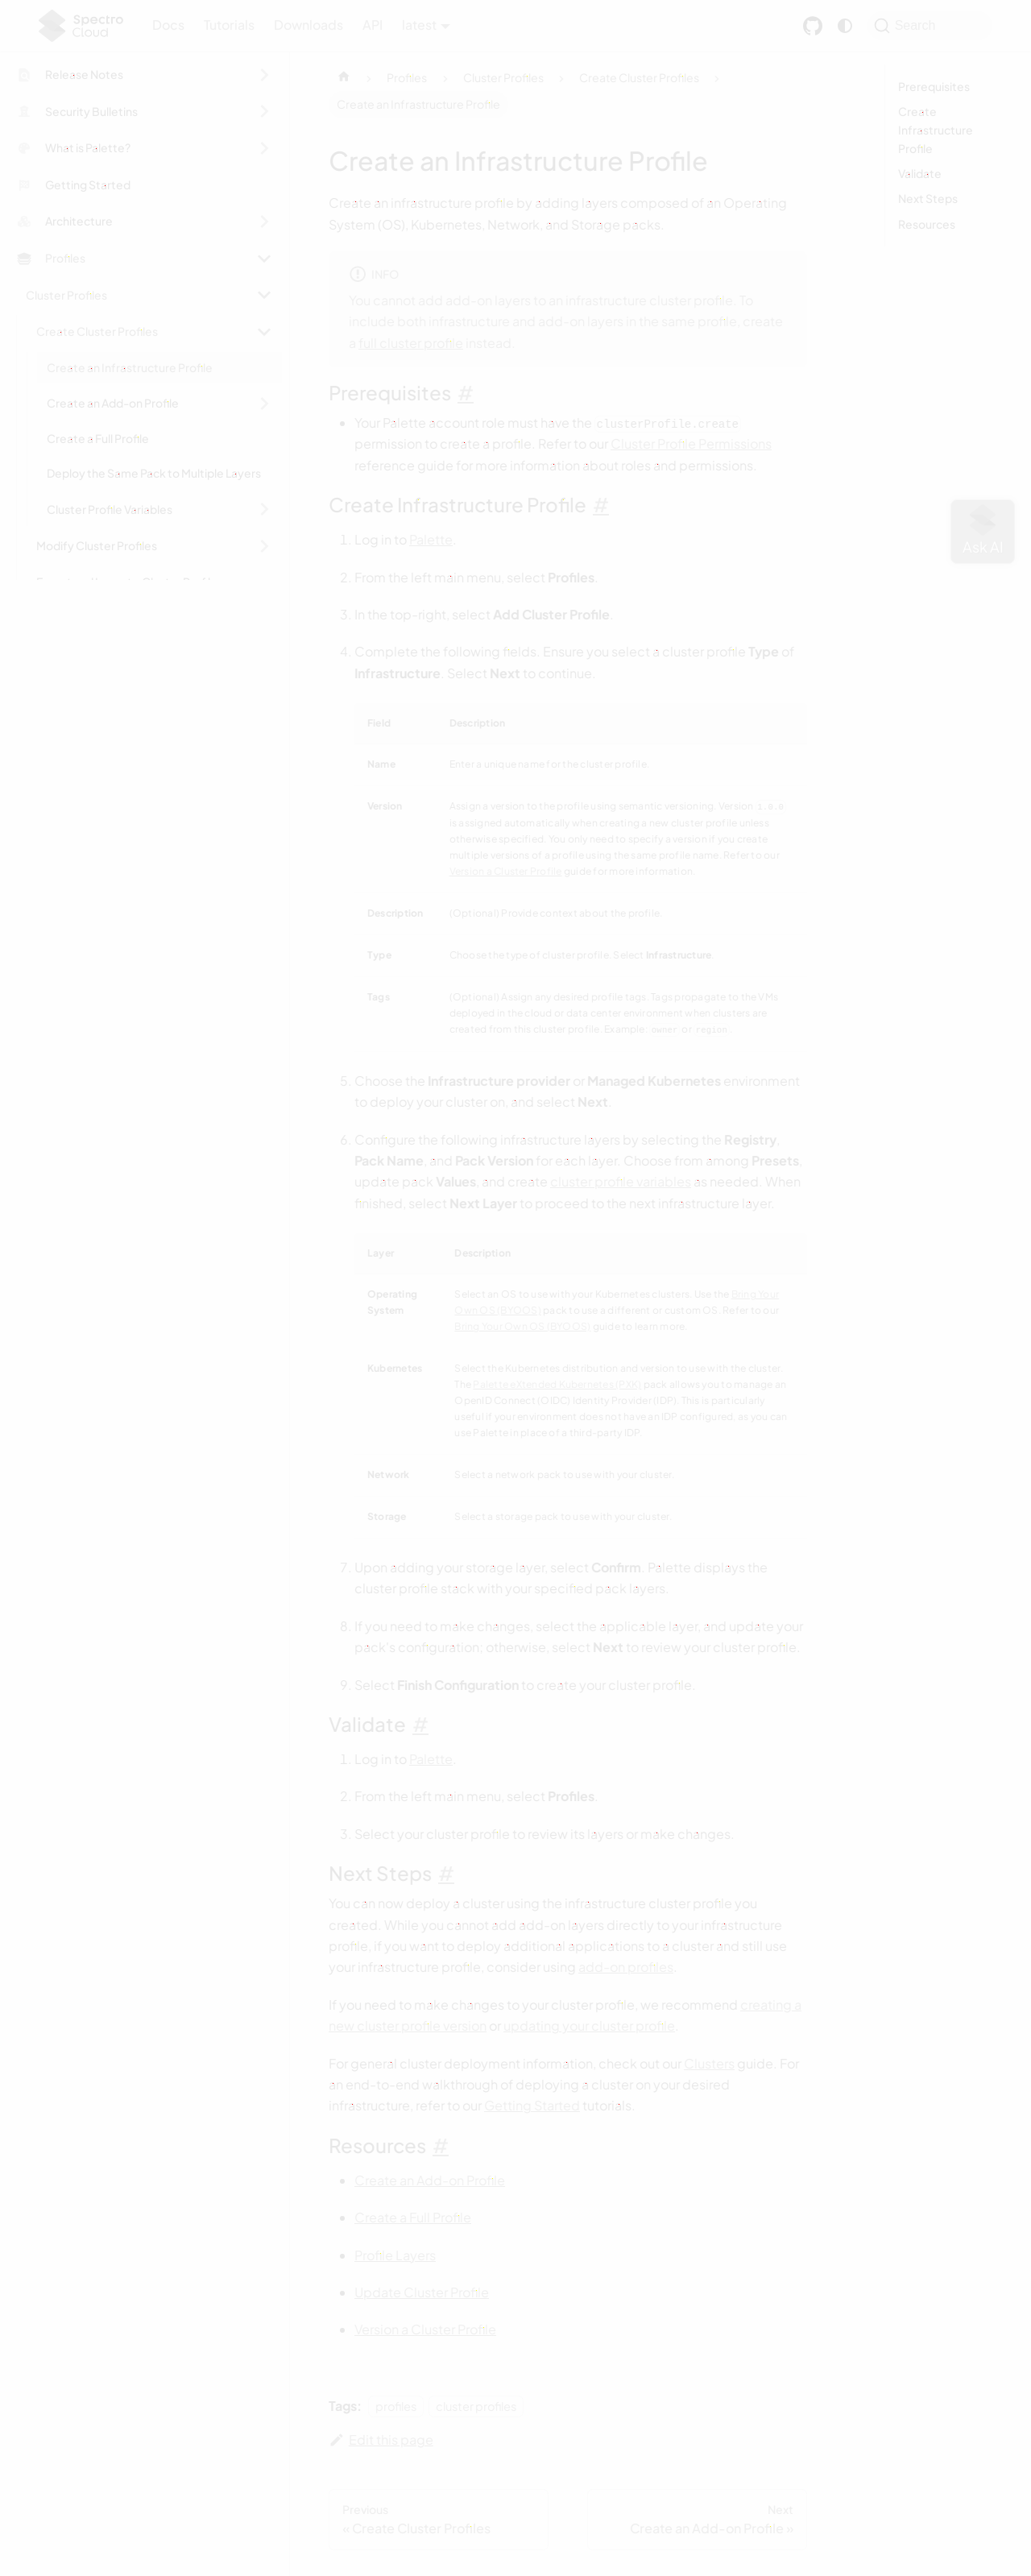 Spectro
Cloud
Docs
Tutorials
Downloads
API
latest
Search
Release Notes
Security Bulletins
What is Palette?
Getting Started
Architecture
Profiles
Cluster Profiles
Create Cluster Profiles
Create an Infrastructure Profile
Create an Add-on Profile
Create a Full Profile
Deploy the Same Pack to Multiple Layers
Cluster Profile Variables
Modify Cluster Profiles
Profiles
Cluster Profiles
Create Cluster Profiles
Create an Infrastructure Profile
Create an Infrastructure Profile
Create an infrastructure profile by adding layers composed of an Operating
System (OS), Kubernetes, Network, and Storage packs.
INFO
You cannot add add-on layers to an infrastructure cluster profile. To
include both infrastructure and add-on layers in the same profile, create
a full cluster profile instead.
Prerequisites #
Your Palette account role must have the clusterProfile.create
permission to create a profile. Refer to our Cluster Profile Permissions
reference guide for more information about roles and permissions.
Create Infrastructure Profile #
1. Log in to Palette.
2. From the left main menu, select Profiles.
3. In the top-right, select Add Cluster Profile.
4. Complete the following fields. Ensure you select a cluster profile Type of
Infrastructure. Select Next to continue.
Field Description
Name Enter a unique name for the cluster profile.
Version Assign a version to the profile using semantic versioning. Version 1.0.0
is assigned automatically when creating a new cluster profile unless
otherwise specified. You only need to specify a version if you create
multiple versions of a profile using the same profile name. Refer to our
Version a Cluster Profile guide for more information.
Description (Optional) Provide context about the profile.
Type Choose the type of cluster profile. Select Infrastructure.
Tags (Optional) Assign any desired profile tags. Tags propagate to the VMs
deployed in the cloud or data center environment when clusters are
created from this cluster profile. Example: owner or region.
5. Choose the Infrastructure provider or Managed Kubernetes environment
to deploy your cluster on, and select Next.
6. Configure the following infrastructure layers by selecting the Registry,
Pack Name, and Pack Version for each layer. Choose from among Presets,
update pack Values, and create cluster profile variables as needed. When
finished, select Next Layer to proceed to the next infrastructure layer.
Layer Description
Operating Select an OS to use with your Kubernetes clusters. Use the Bring Your
System Own OS (BYOOS) pack to use a different or custom OS. Refer to our
Bring Your Own OS (BYOOS) guide to learn more.
Kubernetes Select the Kubernetes distribution and version to use with the cluster.
The Palette eXtended Kubernetes (PXK) pack allows you to manage an
OpenID Connect (OIDC) Identity Provider (IDP). This is particularly
useful if your environment does not have an IDP configured, as you can
use Palette in place of a third-party IDP.
Network Select a network pack to use with your cluster.
Storage Select a storage pack to use with your cluster.
7. Upon adding your storage layer, select Confirm. Palette displays the
cluster profile stack with your specified pack layers.
8. If you need to make changes, select the applicable layer, and update your
pack's configuration; otherwise, select Next to review your cluster profile.
9. Select Finish Configuration to create your cluster profile.
Validate #
1. Log in to Palette.
2. From the left main menu, select Profiles.
3. Select your cluster profile to review its layers or make changes.
Next Steps #
You can now deploy a cluster using the infrastructure cluster profile you
created. While you cannot add add-on layers directly to your infrastructure
profile, if you want to deploy additional applications to a cluster and still use
your infrastructure profile, consider using add-on profiles.
If you need to make changes to your cluster profile, we recommend creating a
new cluster profile version or updating your cluster profile.
For general cluster deployment information, check out our Clusters guide. For
an end-to-end walkthrough of deploying a cluster on your desired
infrastructure, refer to our Getting Started tutorials.
Resources #
Create an Add-on Profile
Create a Full Profile
Profile Layers
Update Cluster Profile
Version a Cluster Profile
Tags: profiles cluster profiles
Edit this page
Previous
« Create Cluster Profiles
Next
Create an Add-on Profile »
Prerequisites
Create
Infrastructure
Profile
Validate
Next Steps
Resources
Ask AI